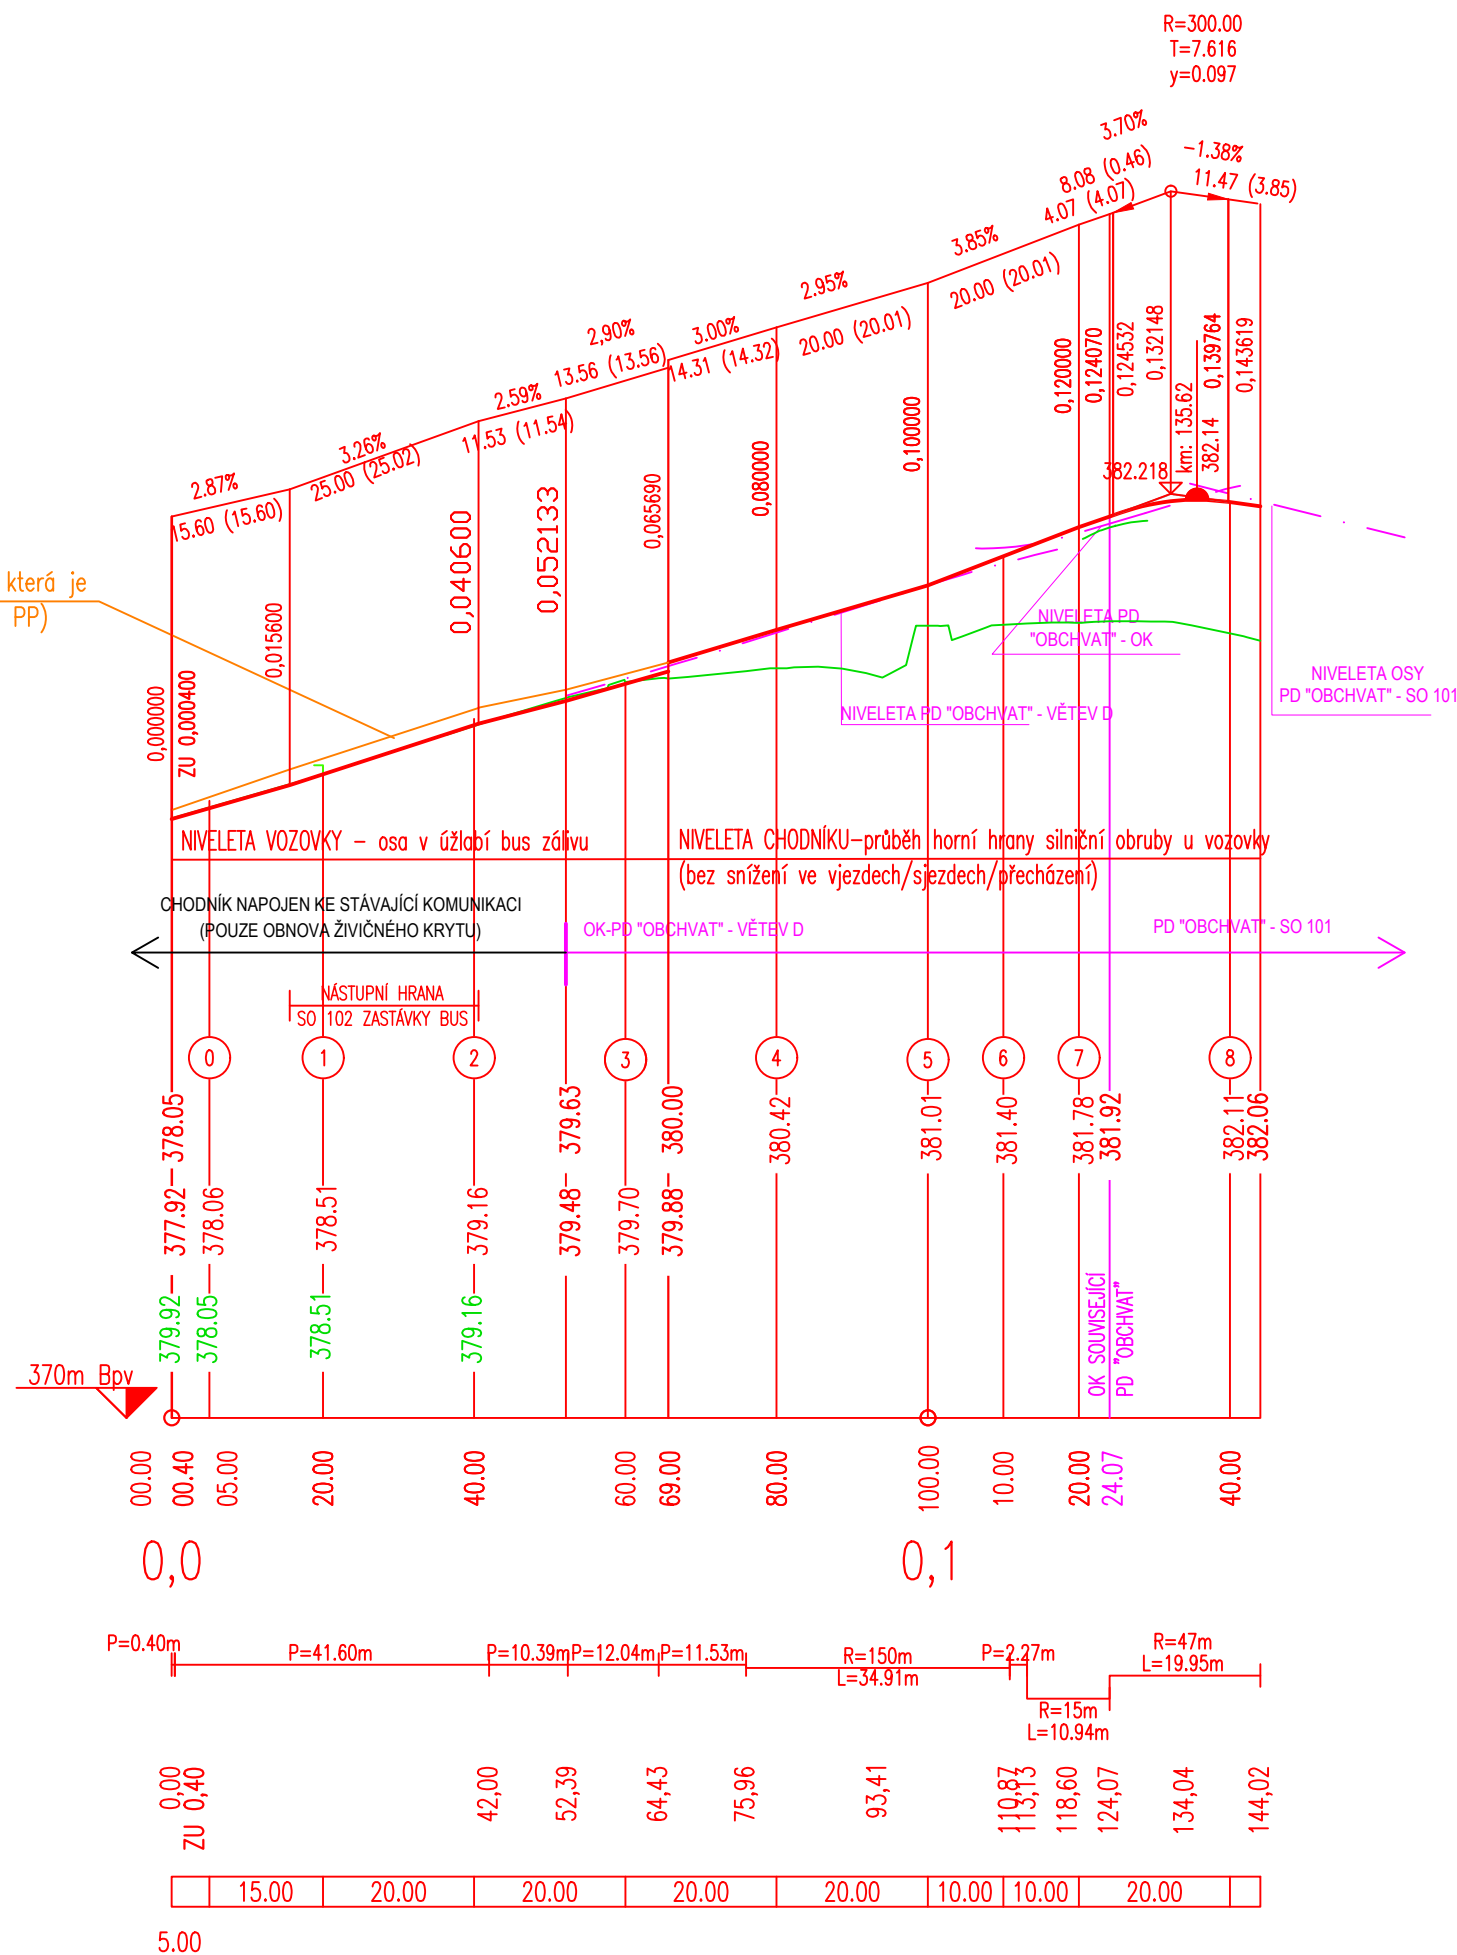 R=300.00
T=7.616
y=0.097
3.70%
8.08 (0.46)
4.07 (4.07)
-1.38%
11.47 (3.85)
3.85%
20.00 (20.01)
2.95%
20.00 (20.01)
3.00%
14.31 (14.32)
2,90%
13.56 (13.56)
2.59%
11.53 (11.54)
3.26%
25.00 (25.02)
2.87%
15.60 (15.60)
0,000000
ZU 0,000400
0,015600
0,040600
0,052133
0,065690
0,080000
0,100000
0,120000
0,124070
0,124532
0,132148
km: 135.62
382.14
0,139764
0,143619
382.218
která je
PP)
NIVELETA PD
"OBCHVAT" - OK
NIVELETA PD "OBCHVAT" - VĚTEV D
NIVELETA OSY
PD "OBCHVAT" - SO 101
NIVELETA VOZOVKY - osa v úžlabí bus zálivu
NIVELETA CHODNÍKU-průběh horní hrany silniční obruby u vozovky
(bez snížení ve vjezdech/sjezdech/přecházení)
CHODNÍK NAPOJEN KE STÁVAJÍCÍ KOMUNIKACI
(POUZE OBNOVA ŽIVIČNÉHO KRYTU)
OK-PD "OBCHVAT" - VĚTEV D
PD "OBCHVAT" - SO 101
NÁSTUPNÍ HRANA
SO 102 ZASTÁVKY BUS
0 1 2 3 4 5 6 7 8
378.05 379.63 380.00 380.42 381.01 381.40 381.78 381.92 382.11 382.06
377.92 378.06 378.51 379.16 379.48 379.70 379.88
379.92 378.05 378.51 379.16
OK SOUVISEJÍCÍ
PD "OBCHVAT"
370m Bpv
00.00 00.40 05.00 20.00 40.00 60.00 69.00 80.00 100.00 10.00 20.00 24.07 40.00
0,0 0,1
P=0.40m P=41.60m P=10.39m P=12.04m P=11.53m
R=150m
L=34.91m
P=2.27m
R=15m
L=10.94m
R=47m
L=19.95m
0,00
ZU 0,40
42,00 52,39 64,43 75,96 93,41 110,87 113,13 118,60 124,07 134,04 144,02
15.00 20.00 20.00 20.00 20.00 10.00 10.00 20.00
5.00